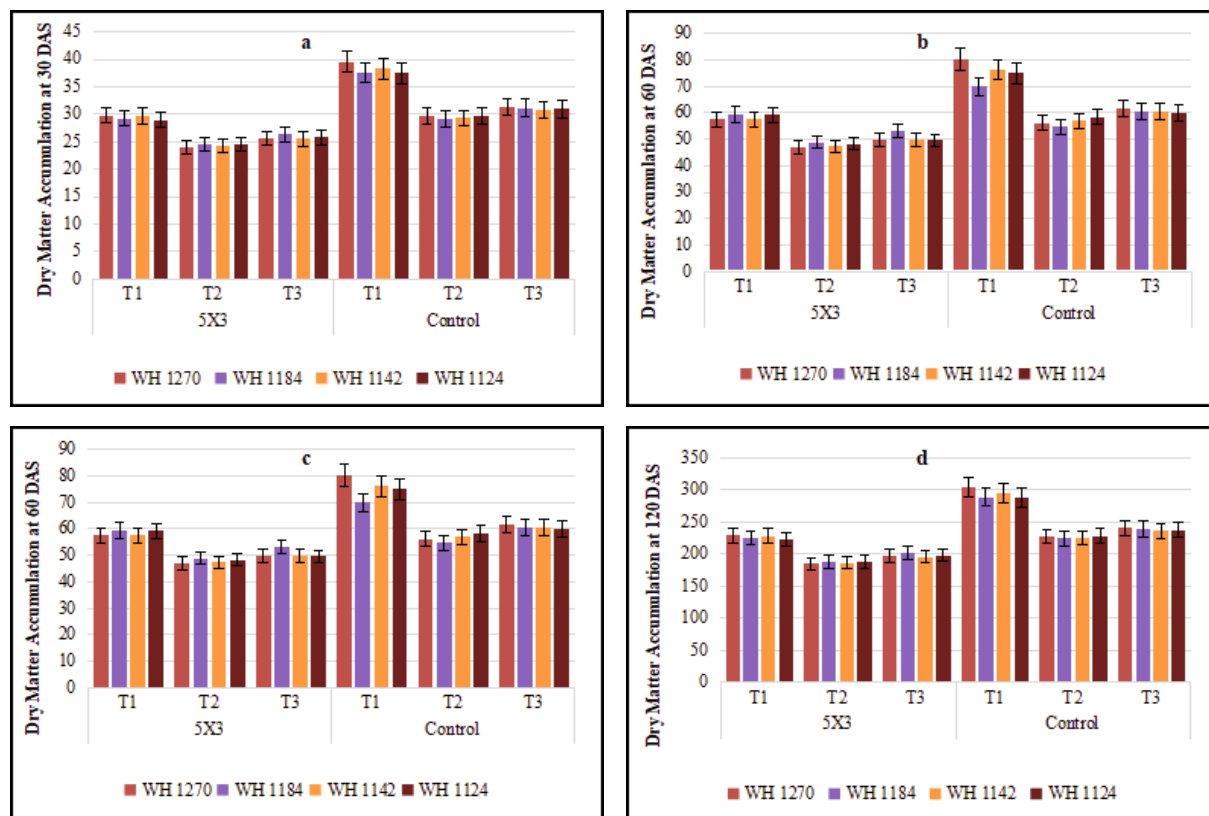 a
Dry Matter Accumulation at 30 DAS
45
40
35
30
25
20
15
10
5
0
T1 T2 T3 T1 T2 T3
5X3 Control
WH 1270 WH 1184 WH 1142 WH 1124
b
Dry Matter Accumulation at 60 DAS
90
80
70
60
50
40
30
20
10
0
T1 T2 T3 T1 T2 T3
5X3 Control
WH 1270 WH 1184 WH 1142 WH 1124
c
Dry Matter Accumulation at 60 DAS
90
80
70
60
50
40
30
20
10
0
T1 T2 T3 T1 T2 T3
5X3 Control
WH 1270 WH 1184 WH 1142 WH 1124
d
Dry Matter Accumulation at 120 DAS
350
300
250
200
150
100
50
0
T1 T2 T3 T1 T2 T3
5X3 Control
WH 1270 WH 1184 WH 1142 WH 1124